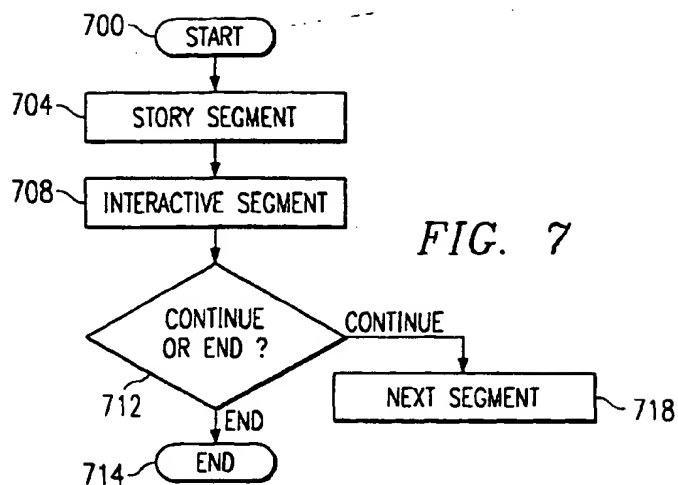 700
START
704
STORY SEGMENT
708
INTERACTIVE SEGMENT
FIG. 7
CONTINUE
OR END ?
CONTINUE
712
NEXT SEGMENT
718
END
714
END